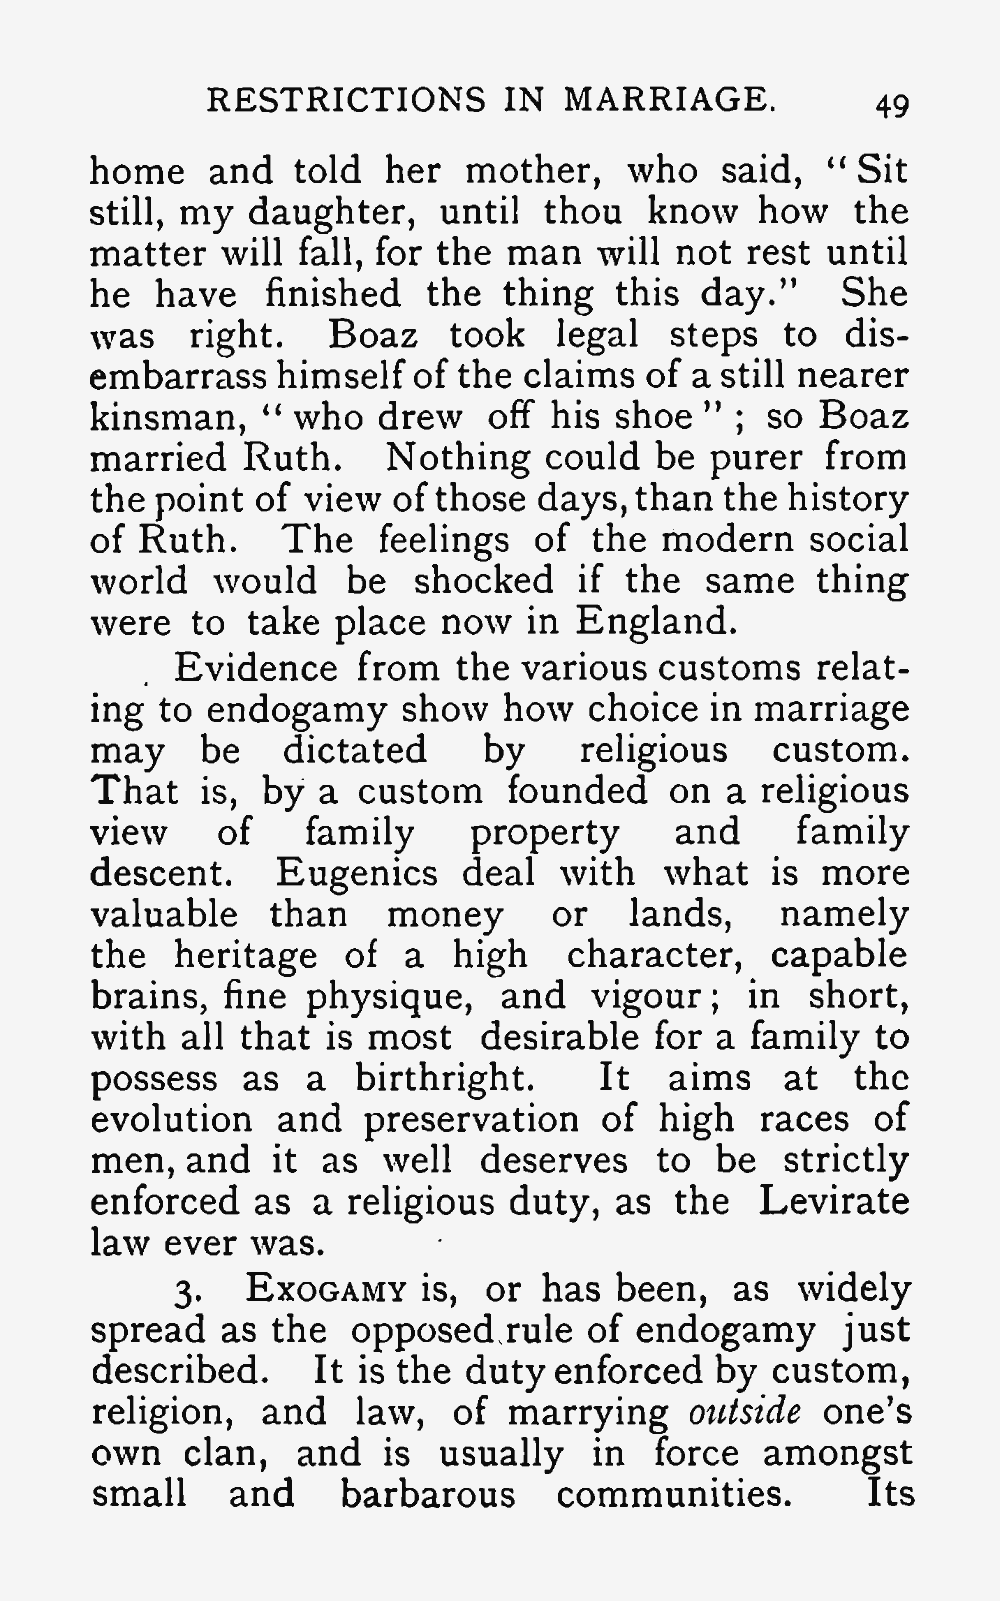 RESTRICTIONS IN MARRIAGE. 49
home and told her mother, who said, “ Sit
still, my daughter, until thou know how the
matter will fall, for the man will not rest until
he have finished the thing this day.” She
was right. Boaz took legal steps to dis-
embarrass himself of the claims of a still nearer
kinsman, “ who drew off his shoe ” ; so Boaz
married Ruth. Nothing could be purer from
the point of view of those days, than the history
of Ruth. The feelings of the modern social
world would be shocked if the same thing
were to take place now in England.
Evidence from the various customs relat-
ing to endogamy show how choice in marriage
may be dictated by religious custom.
That is, by a custom founded on a religious
view of family property and family
descent. Eugenics deal with what is more
valuable than money or lands, namely
the heritage of a high character, capable
brains, fine physique, and vigour ; in short,
with all that is most desirable for a family to
possess as a birthright. It aims at the
evolution and preservation of high races of
men, and it as well deserves to be strictly
enforced as a religious duty, as the Levirate
law ever was.
3. EXOGAMY is, or has been, as widely
spread as the opposed rule of endogamy just
described. It is the duty enforced by custom,
religion, and law, of marrying outside one’s
own clan, and is usually in force amongst
small and barbarous communities. Its